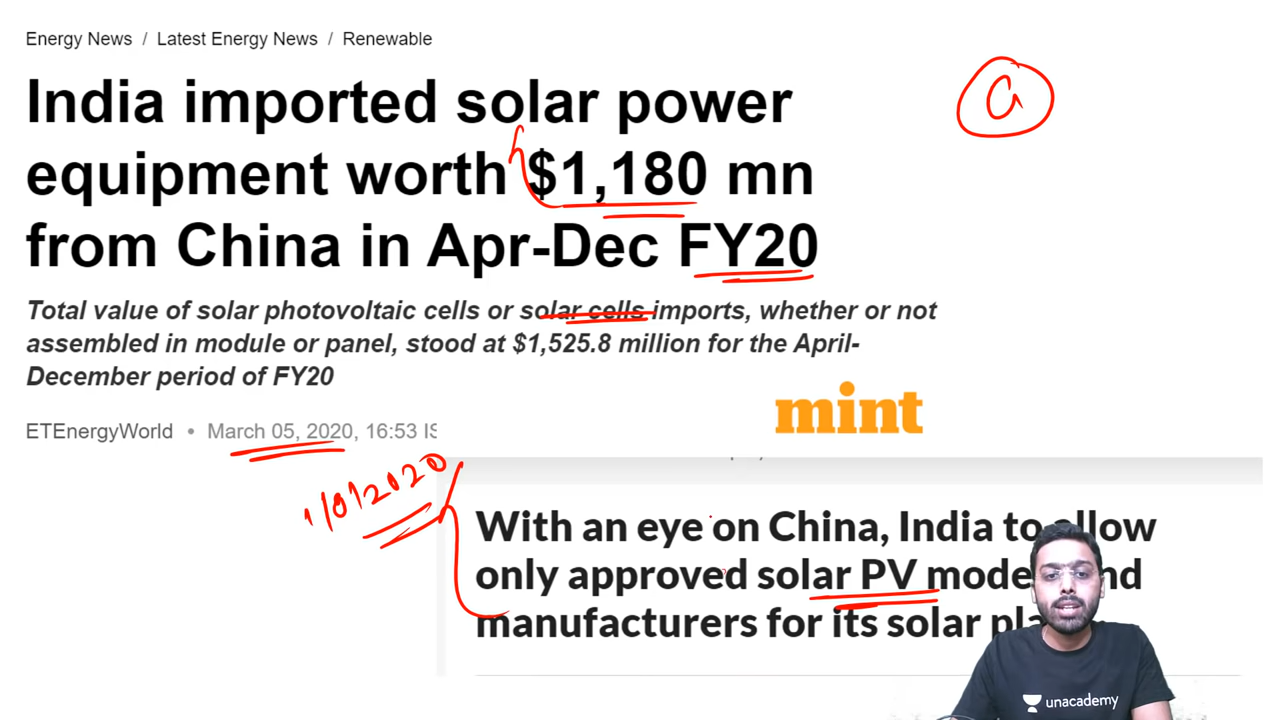 Energy News / Latest Energy News / Renewable
India imported solar power
equipment worth $1,180 mn
from China in Apr-Dec FY20
Total value of solar photovoltaic cells or solar cells imports, whether or not
assembled in module or panel, stood at $1,525.8 million for the April-
December period of FY20
mint
ETEnergyWorld • March 05, 2020, 16:53 IS
With an eye on China, India to allow
only approved solar PV and
manufacturers for its solar
unacademy